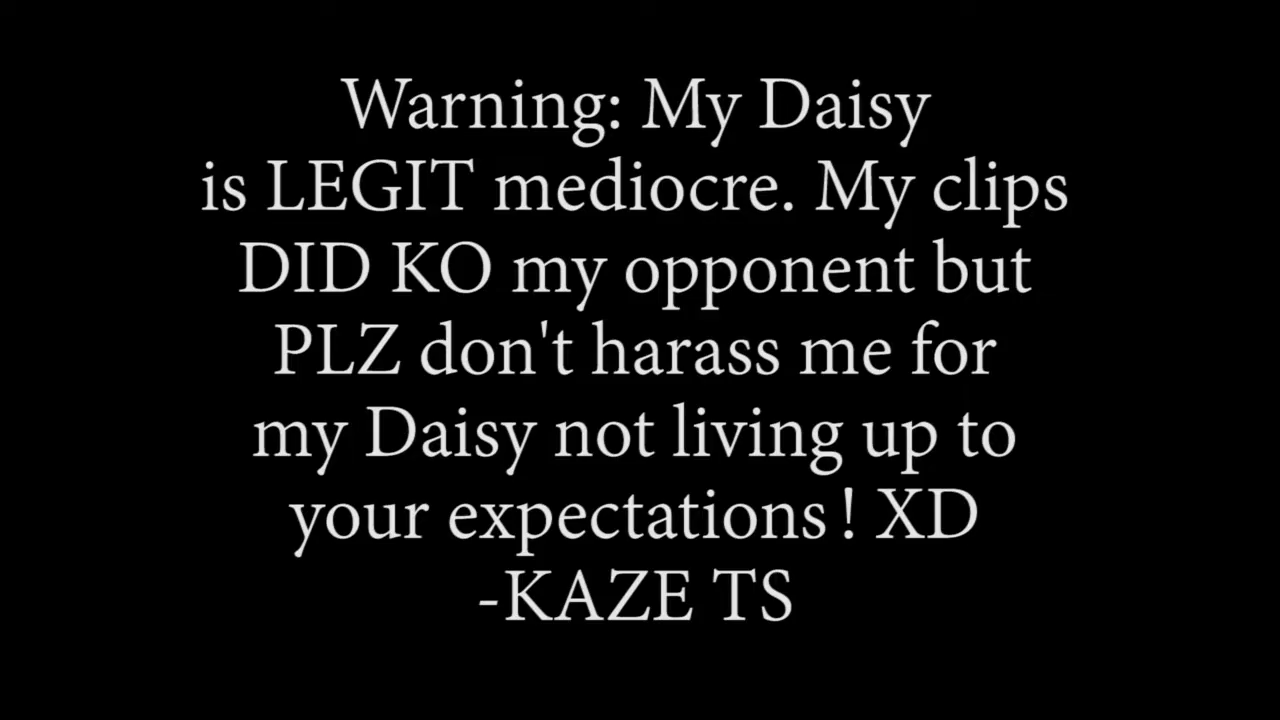 Warning: My Daisy
is LEGIT mediocre. My clips
DID KO my opponent but
PLZ don't harass me for
my Daisy not living up to
your expectations! XD
-KAZE TS